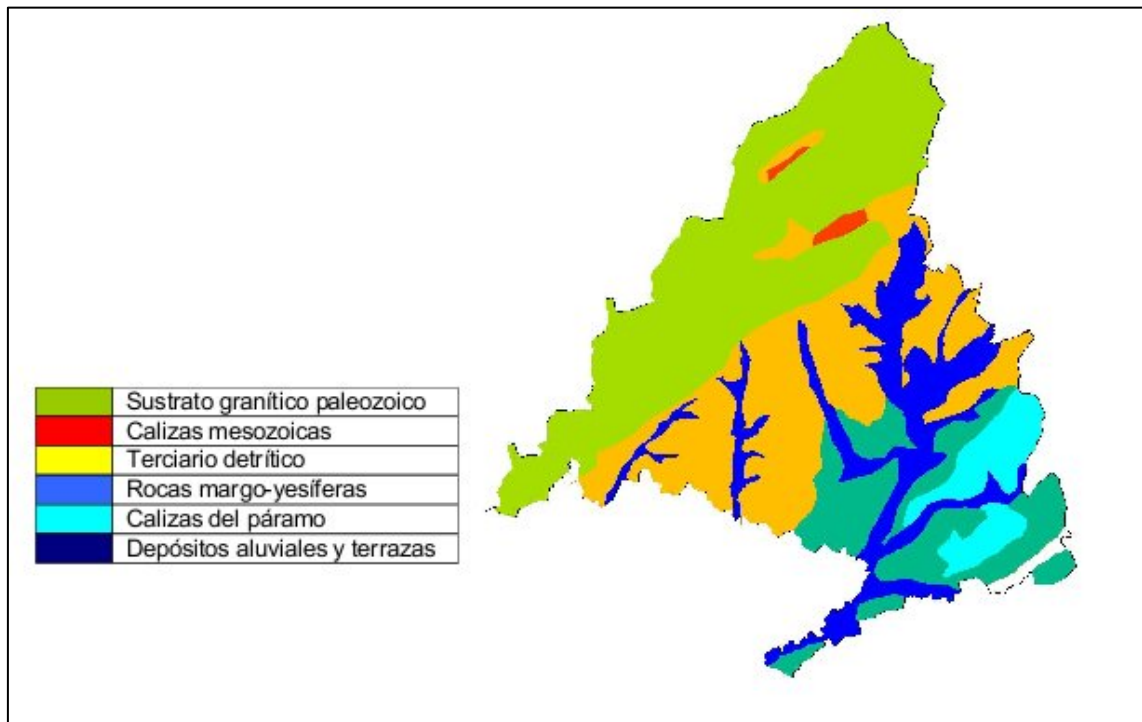 Sustrato granítico paleozoico
Calizas mesozoicas
Terciario detrítico
Rocas margo-yesíferas
Calizas del páramo
Depósitos aluviales y terrazas